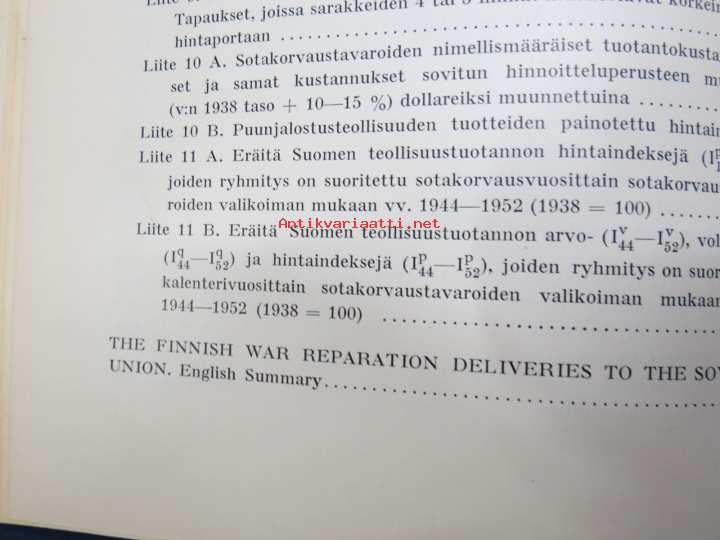 Tapaukset, joissa sarakkeiden 4 tai
hintaportaan
Liite 10 A. Sotakorvaustavaroiden nimellismääräiset tuotantokusta
set ja samat kustannukset sovitun hinnoitteluperusteen mu
(v:n 1938 taso + 10—15 %) dollareiksi muunnettuina
Liite 10 B. Puunjalostusteollisuuden tuotteiden painotettu hintain
Liite 11 A. Eräitä Suomen teollisuustuotannon hintaindeksejä
joiden ryhmitys on suoritettu sotakorvausvuosittain sotakorvau
roiden valikoiman mukaan vv. 1944—1952 (1938 = 100)
Antikvariaatti.net
Liite 11 B. Eräitä Suomen teollisuustuotannon arvo- (I^v_44—I^v_52), vol
(I^q_44—I^q_52) ja hintaindeksejä (I^p_44—I^p_52), joiden ryhmitys on suor
kalenterivuosittain sotakorvaustavaroiden valikoiman mukaan
1944—1952 (1938 = 100)
THE FINNISH WAR REPARATION DELIVERIES TO THE SOV
UNION. English Summary